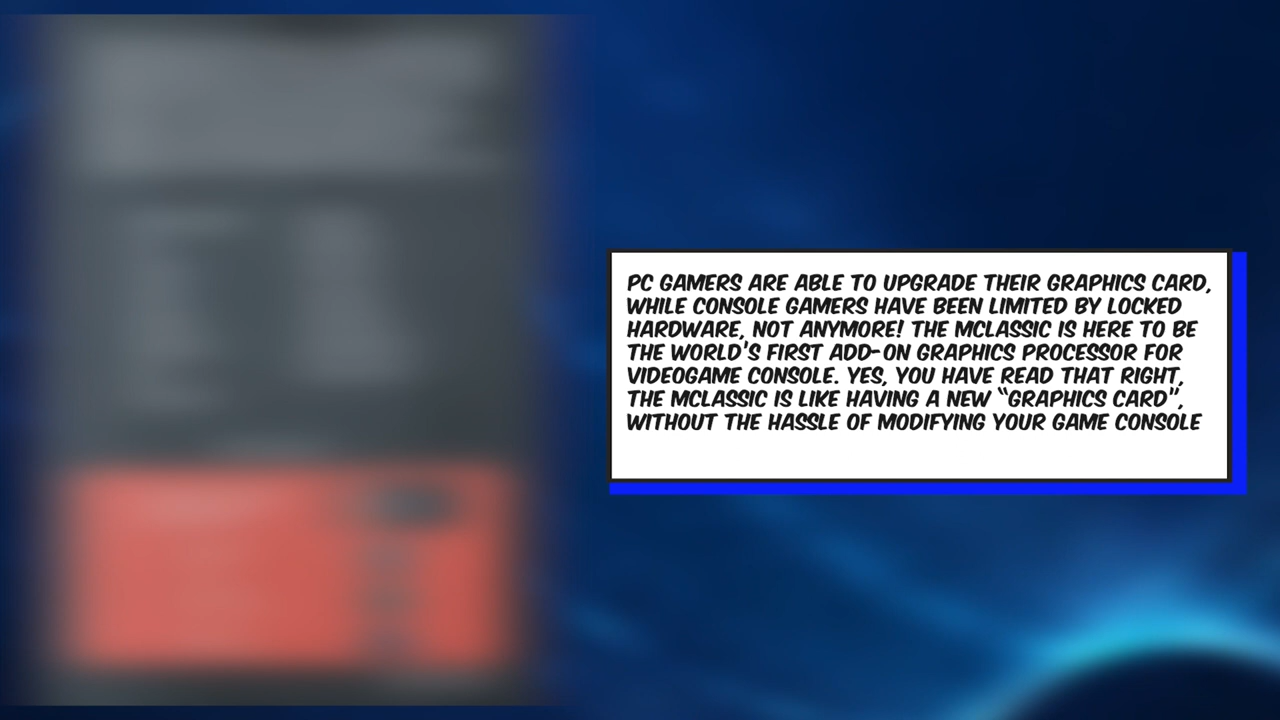 PC GAMERS ARE ABLE TO UPGRADE THEIR GRAPHICS CARD,
WHILE CONSOLE GAMERS HAVE BEEN LIMITED BY LOCKED
HARDWARE, NOT ANYMORE! THE MCLASSIC IS HERE TO BE
THE WORLD'S FIRST ADD-ON GRAPHICS PROCESSOR FOR
VIDEOGAME CONSOLE. YES, YOU HAVE READ THAT RIGHT,
THE MCLASSIC IS LIKE HAVING A NEW “GRAPHICS CARD”,
WITHOUT THE HASSLE OF MODIFYING YOUR GAME CONSOLE